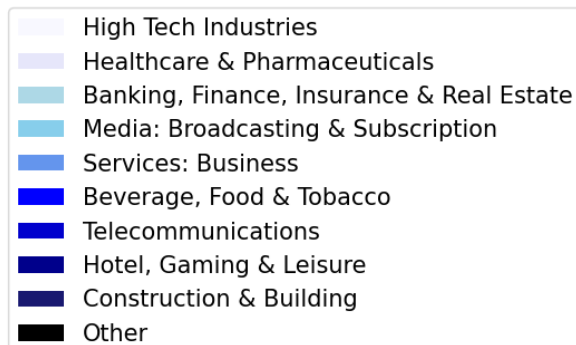 High Tech Industries
Healthcare & Pharmaceuticals
Banking, Finance, Insurance & Real Estate
Media: Broadcasting & Subscription
Services: Business
Beverage, Food & Tobacco
Telecommunications
Hotel, Gaming & Leisure
Construction & Building
Other